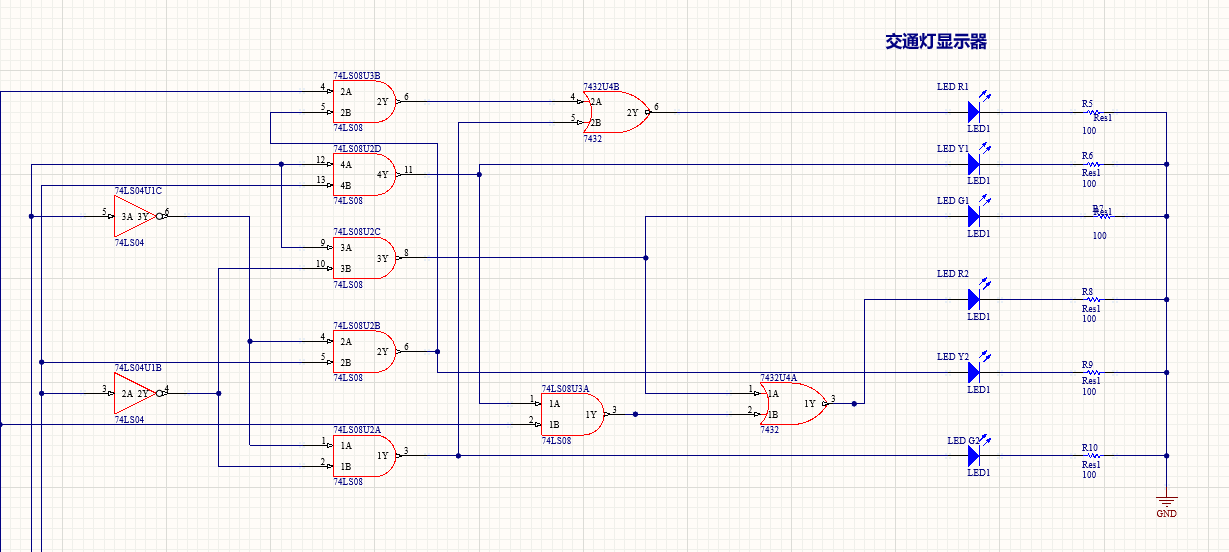 交通灯显示器
74LS08U3B
4 2A 2Y 6
5 2B
74LS08
7432U4B
4 2A 2Y 6
5 2B
7432
LED R1
LED1
R5
Res1
100
74LS08U2D
12 4A 4Y 11
13 4B
74LS08
LED Y1
LED1
R6
Res1
100
74LS04U1C
5 3A 3Y 6
74LS04
LED G1
LED1
R7
Res1
100
74LS08U2C
9 3A 3Y 8
10 3B
74LS08
LED R2
LED1
R8
Res1
100
74LS08U2B
4 2A 2Y 6
5 2B
74LS08
LED Y2
LED1
R9
Res1
100
74LS04U1B
3 2A 2Y 4
74LS04
74LS08U3A
1 1A 1Y 3
2 1B
74LS08
7432U4A
1 1A 1Y 3
2 1B
7432
74LS08U2A
1 1A 1Y 3
2 1B
74LS08
LED G2
LED1
R10
Res1
100
GND